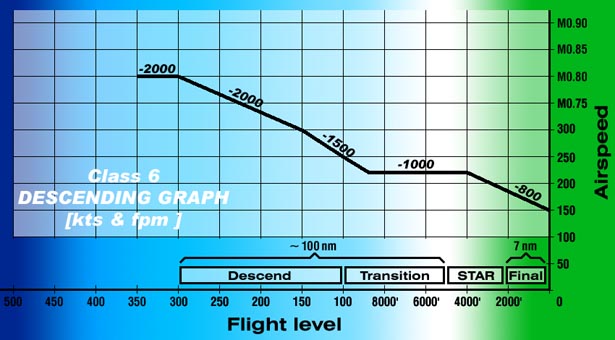 M0.90
M0.85
M0.80
M0.75
300
250
200
150
100
50
Airspeed
-2000
-2000
-1500
-1000
-800
Class 6
DESCENDING GRAPH
[kts & fpm ]
~ 100 nm
7 nm
Descend
Transition
STAR
Final
500 450 400 350 300 250 200 150 100 8000' 6000' 4000' 2000' 0
Flight level